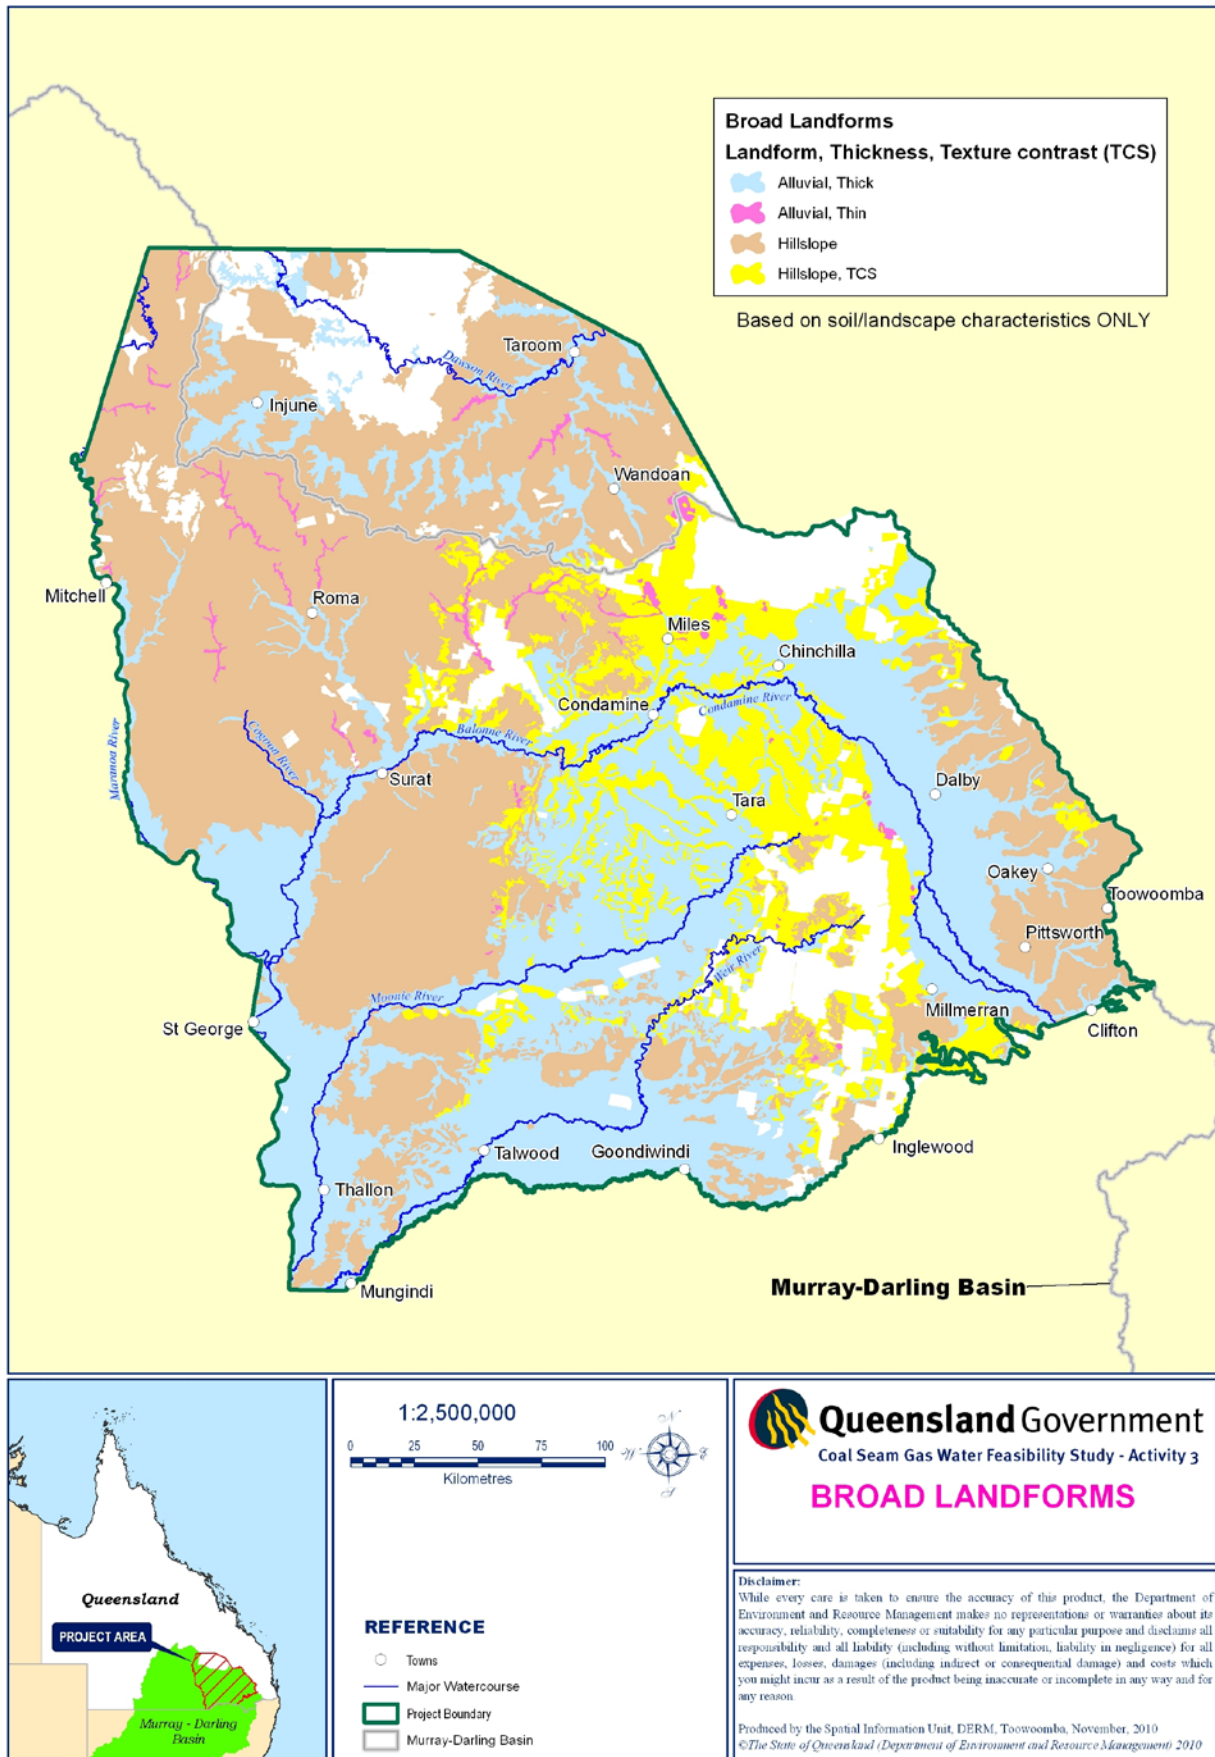 Broad Landforms
Landform, Thickness, Texture contrast (TCS)
Alluvial, Thick
Alluvial, Thin
Hillslope
Hillslope, TCS
Based on soil/landscape characteristics ONLY
Taroom
Dawson River
Injune
Wandoan
Mitchell
Roma
Miles
Chinchilla
Condamine
Condamine River
Balonne River
Cogoon River
Maranoa River
Surat
Dalby
Tara
Oakey
Toowoomba
Pittsworth
Weir River
Moonie River
St George
Millmerran
Clifton
Inglewood
Talwood
Goondiwindi
Thallon
Mungindi
Murray-Darling Basin
Queensland
PROJECT AREA
Murray - Darling
Basin
1:2,500,000
0 25 50 75 100
Kilometres
N
W E
S
REFERENCE
Towns
Major Watercourse
Project Boundary
Murray-Darling Basin
Queensland Government
Coal Seam Gas Water Feasibility Study - Activity 3
BROAD LANDFORMS
Disclaimer:
While every care is taken to ensure the accuracy of this product, the Department of
Environment and Resource Management makes no representations or warranties about its
accuracy, reliability, completeness or suitability for any particular purpose and disclaims all
responsibility and all liability (including without limitation, liability in negligence) for all
expenses, losses, damages (including indirect or consequential damage) and costs which
you might incur as a result of the product being inaccurate or incomplete in any way and for
any reason
Produced by the Spatial Information Unit, DERM, Toowoomba, November, 2010
©The State of Queensland (Department of Environment and Resource Management) 2010